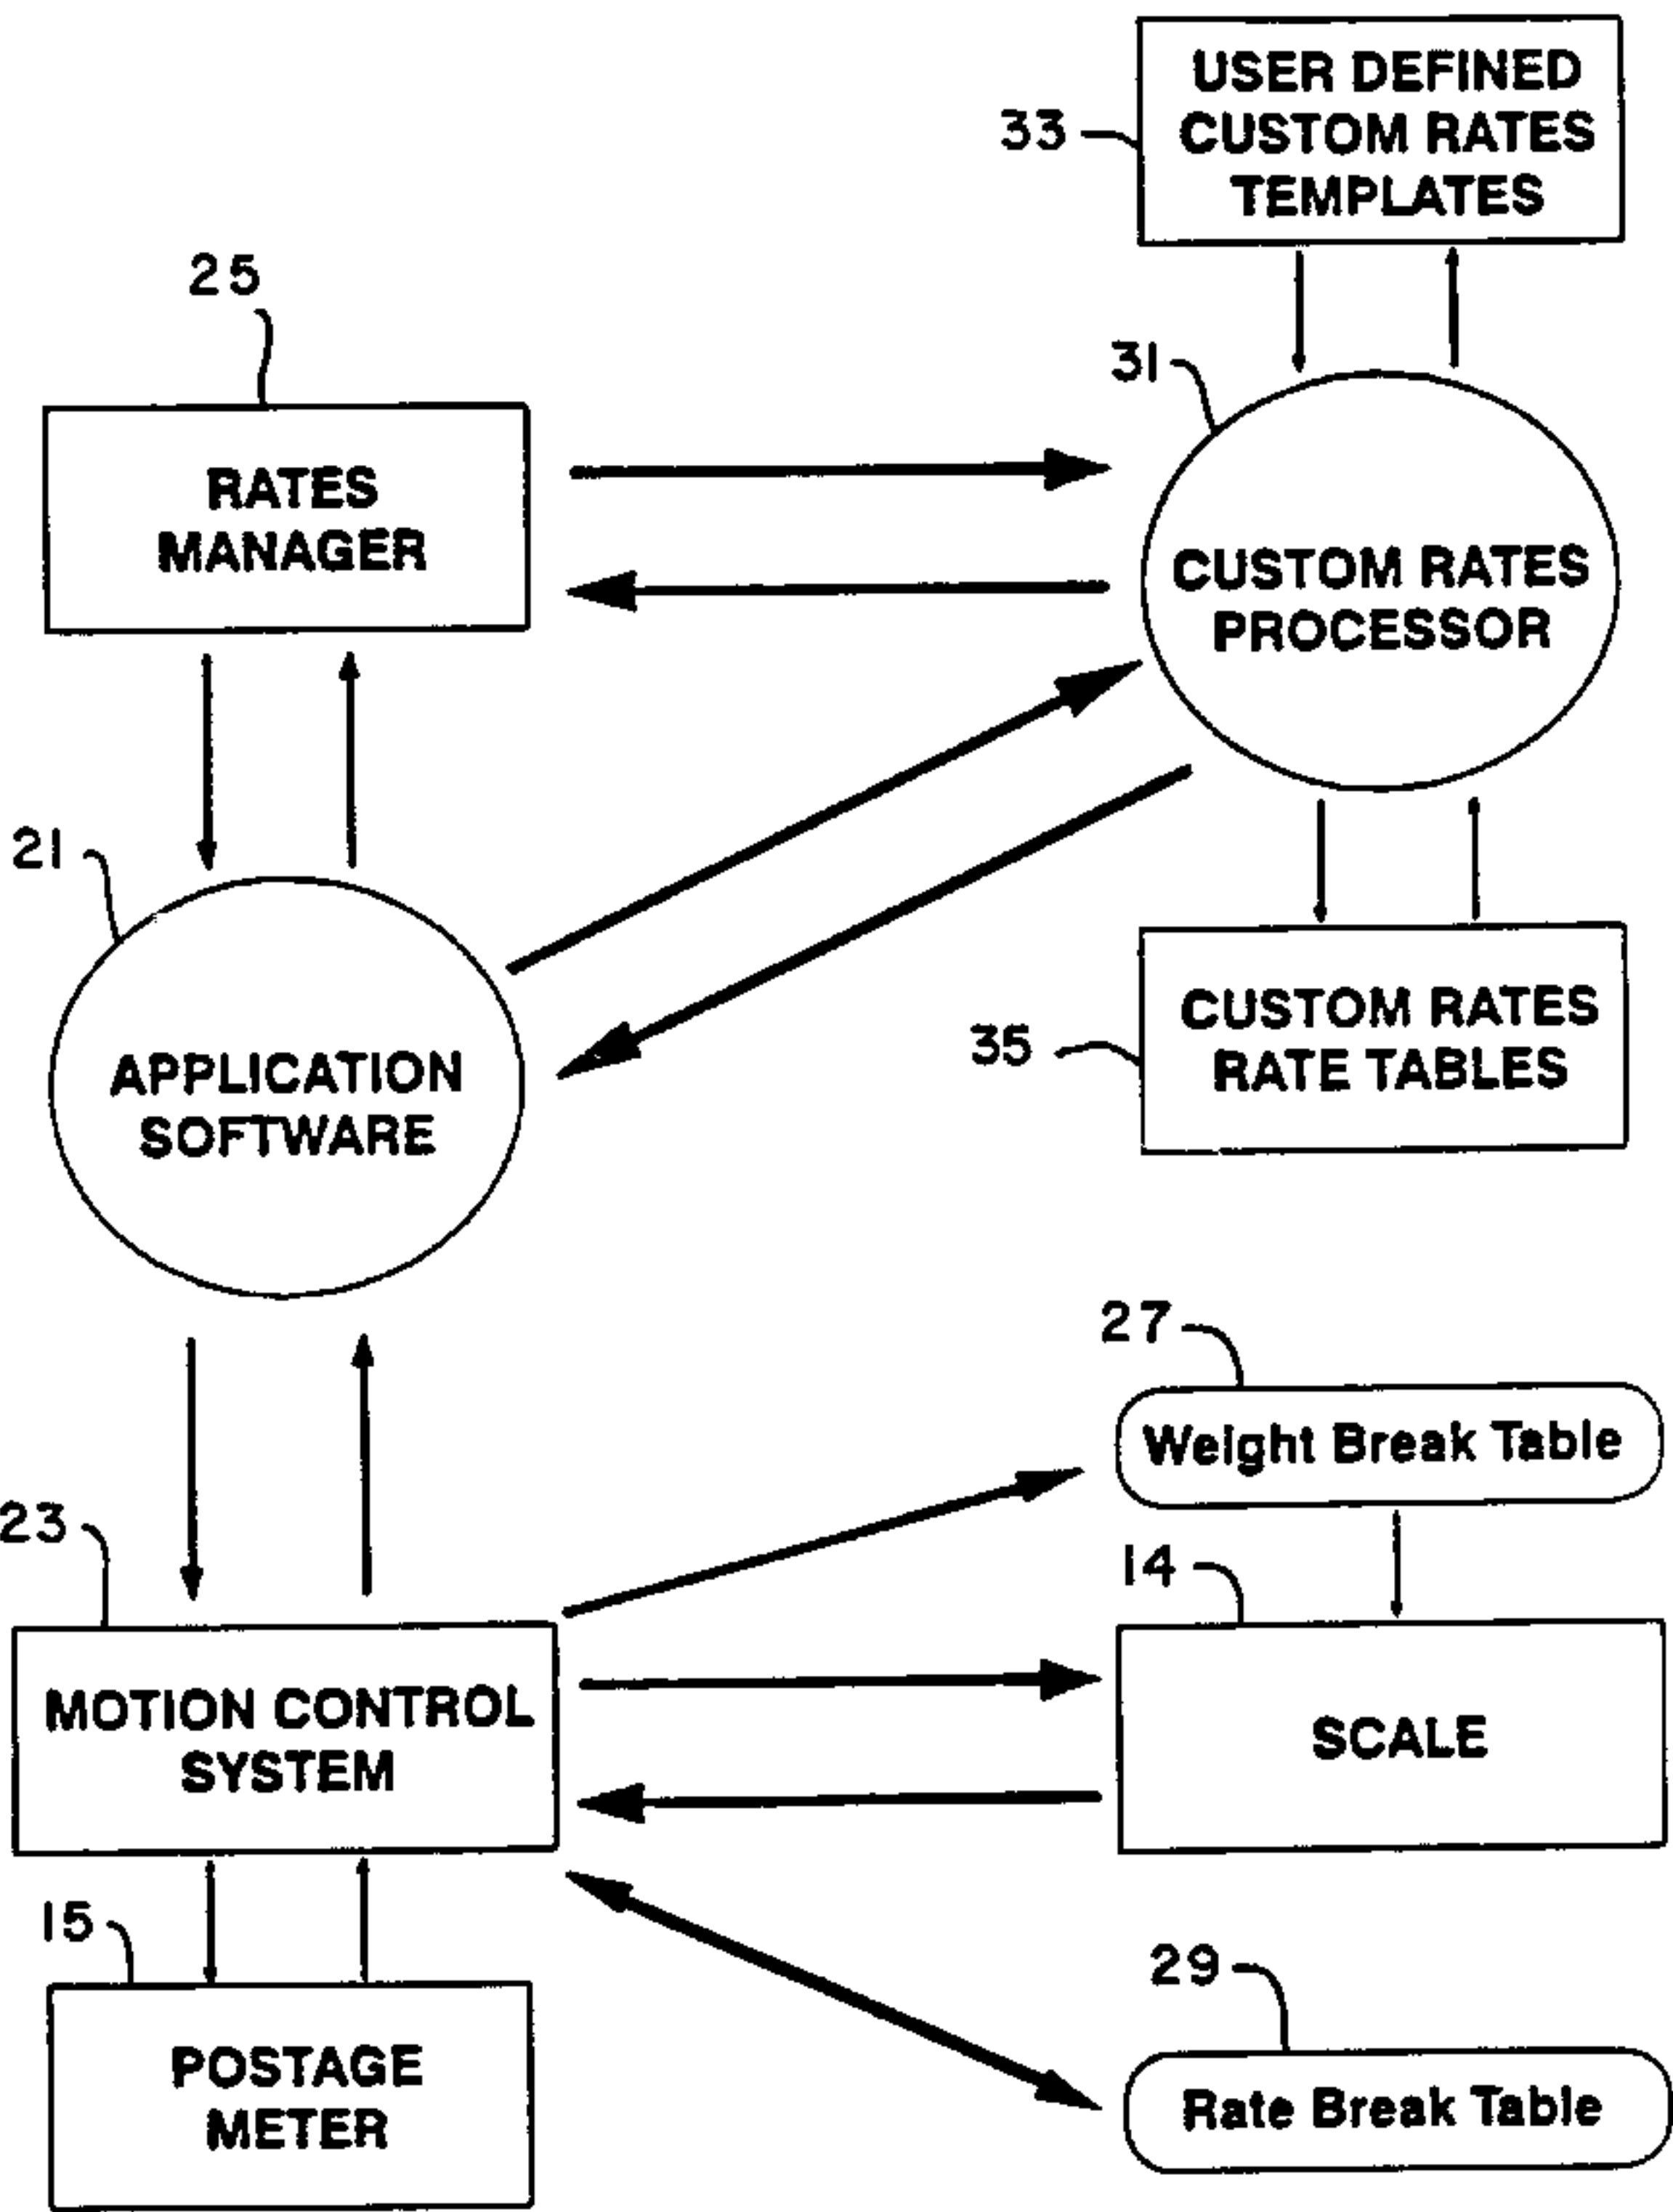 USER DEFINED
CUSTOM RATES
TEMPLATES
33
25
31
RATES
MANAGER
CUSTOM RATES
PROCESSOR
21
CUSTOM RATES
RATE TABLES
35
APPLICATION
SOFTWARE
27
Weight Break Table
23
14
MOTION CONTROL
SYSTEM
SCALE
15
29
POSTAGE
METER
Rate Break Table